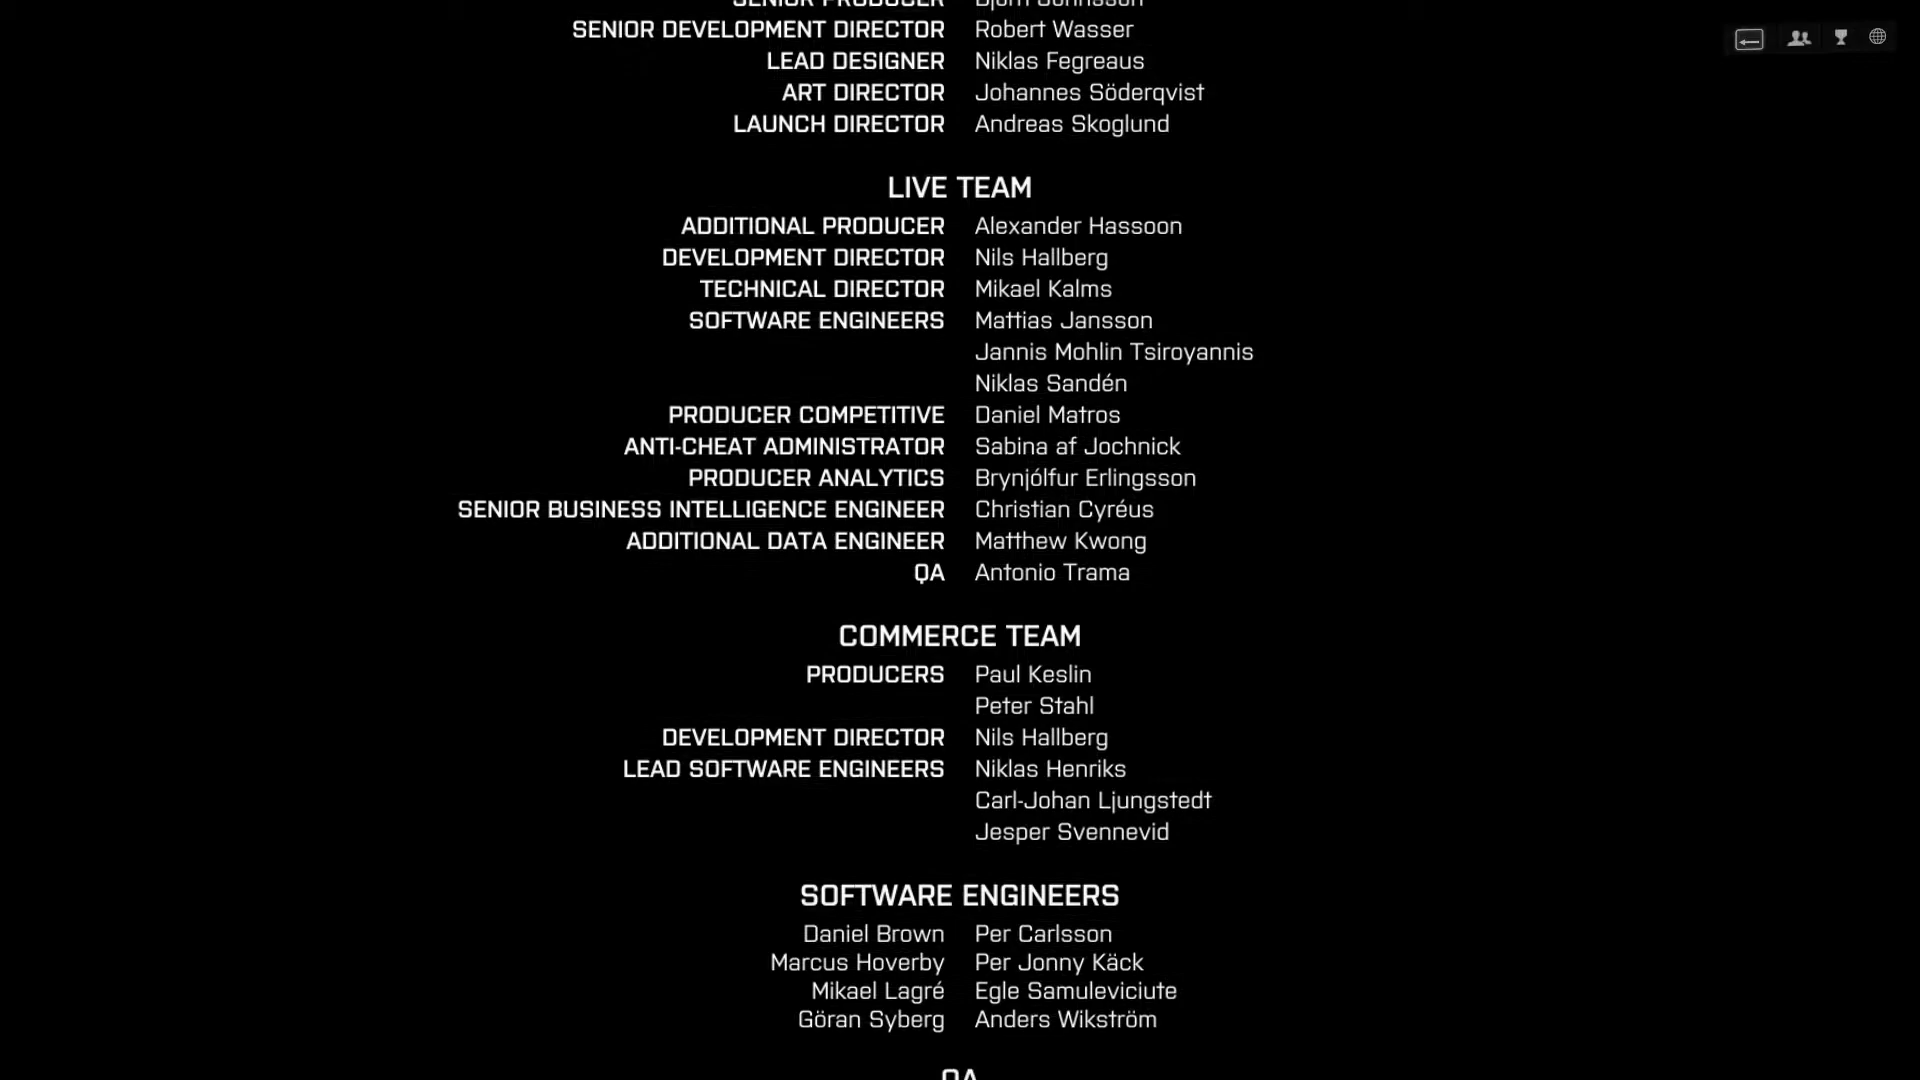 SENIOR PRODUCER Björn Johnsson
SENIOR DEVELOPMENT DIRECTOR Robert Wasser
LEAD DESIGNER Niklas Fegreaus
ART DIRECTOR Johannes Söderqvist
LAUNCH DIRECTOR Andreas Skoglund
LIVE TEAM
ADDITIONAL PRODUCER Alexander Hassoon
DEVELOPMENT DIRECTOR Nils Hallberg
TECHNICAL DIRECTOR Mikael Kalms
SOFTWARE ENGINEERS Mattias Jansson
Jannis Mohlin Tsiroyannis
Niklas Sandén
PRODUCER COMPETITIVE Daniel Matros
ANTI-CHEAT ADMINISTRATOR Sabina af Jochnick
PRODUCER ANALYTICS Brynjólfur Erlingsson
SENIOR BUSINESS INTELLIGENCE ENGINEER Christian Cyréus
ADDITIONAL DATA ENGINEER Matthew Kwong
QA Antonio Trama
COMMERCE TEAM
PRODUCERS Paul Keslin
Peter Stahl
DEVELOPMENT DIRECTOR Nils Hallberg
LEAD SOFTWARE ENGINEERS Niklas Henriks
Carl-Johan Ljungstedt
Jesper Svennevid
SOFTWARE ENGINEERS
Daniel Brown Per Carlsson
Marcus Hoverby Per Jonny Käck
Mikael Lagré Egle Samuleviciute
Göran Syberg Anders Wikström
QA